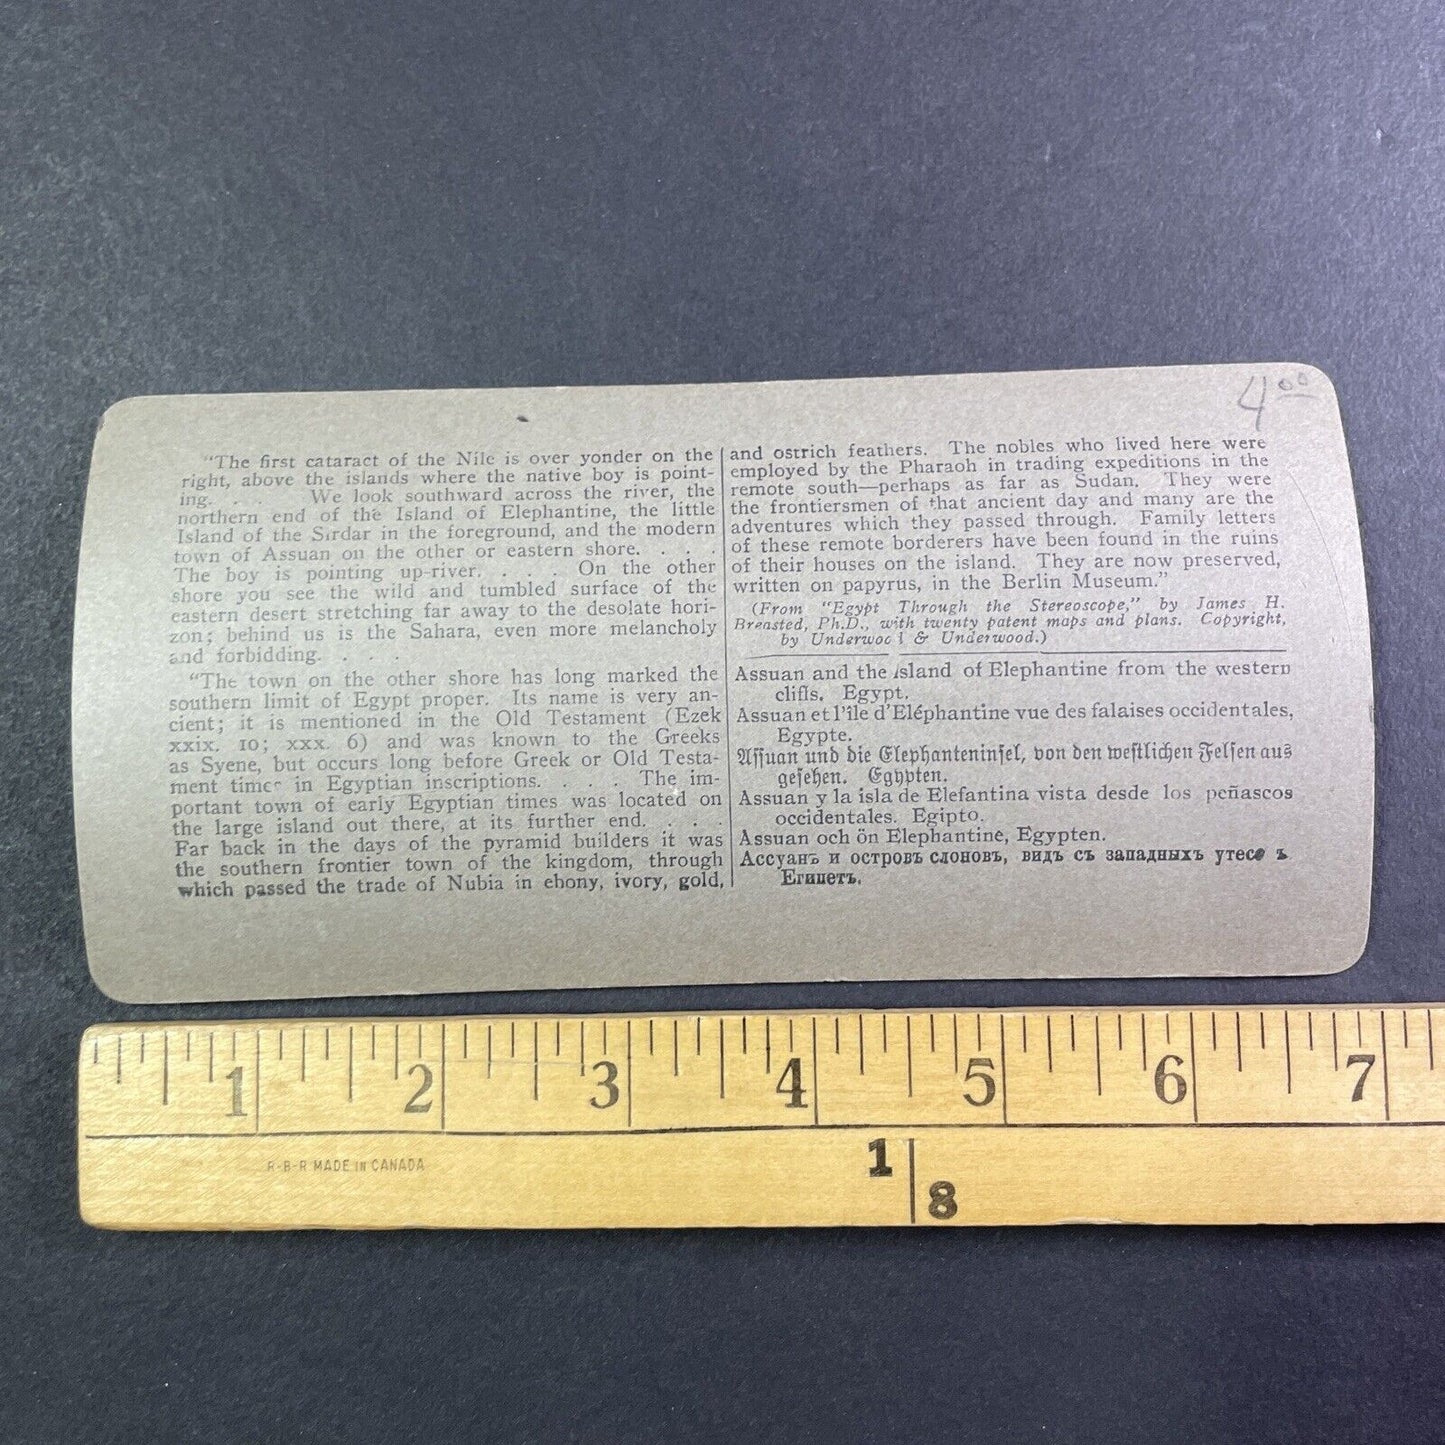 4 00
"The first cataract of the Nile is over yonder on the
right, above the islands where the native boy is point-
ing. . . . We look southward across the river, the
northern end of the Island of Elephantine, the little
Island of the Sirdar in the foreground, and the modern
town of Assuan on the other or eastern shore. . . .
The boy is pointing up-river. . . . On the other
shore you see the wild and tumbled surface of the
eastern desert stretching far away to the desolate hori-
zon; behind us is the Sahara, even more melancholy
and forbidding. . . .
"The town on the other shore has long marked the
southern limit of Egypt proper. Its name is very an-
cient; it is mentioned in the Old Testament (Ezek
xxix. 10; xxx. 6) and was known to the Greeks
as Syene, but occurs long before Greek or Old Testa-
ment times in Egyptian inscriptions. . . . The im-
portant town of early Egyptian times was located on
the large island out there, at its further end. . . .
Far back in the days of the pyramid builders it was
the southern frontier town of the kingdom, through
which passed the trade of Nubia in ebony, ivory, gold,
and ostrich feathers. The nobles who lived here were
employed by the Pharaoh in trading expeditions in the
remote south—perhaps as far as Sudan. They were
the frontiersmen of that ancient day and many are the
adventures which they passed through. Family letters
of these remote borderers have been found in the ruins
of their houses on the island. They are now preserved,
written on papyrus, in the Berlin Museum."
(From "Egypt Through the Stereoscope," by James H.
Breasted, Ph.D., with twenty patent maps and plans. Copyright,
by Underwood & Underwood.)
Assuan and the island of Elephantine from the western
cliffs. Egypt.
Assuan et l'île d'Eléphantine vue des falaises occidentales,
Egypte.
Assuan und die Elephanteninsel, von den westlichen Felsen aus
gesehen. Egypten.
Assuan y la isla de Elefantina vista desde los peñascos
occidentales. Egipto.
Assuan och ön Elephantine, Egypten.
Ассуанъ и островъ слоновъ, видъ съ западныхъ утесовъ
Египетъ.
1 2 3 4 5 6 7
R-B-R MADE IN CANADA
1
8